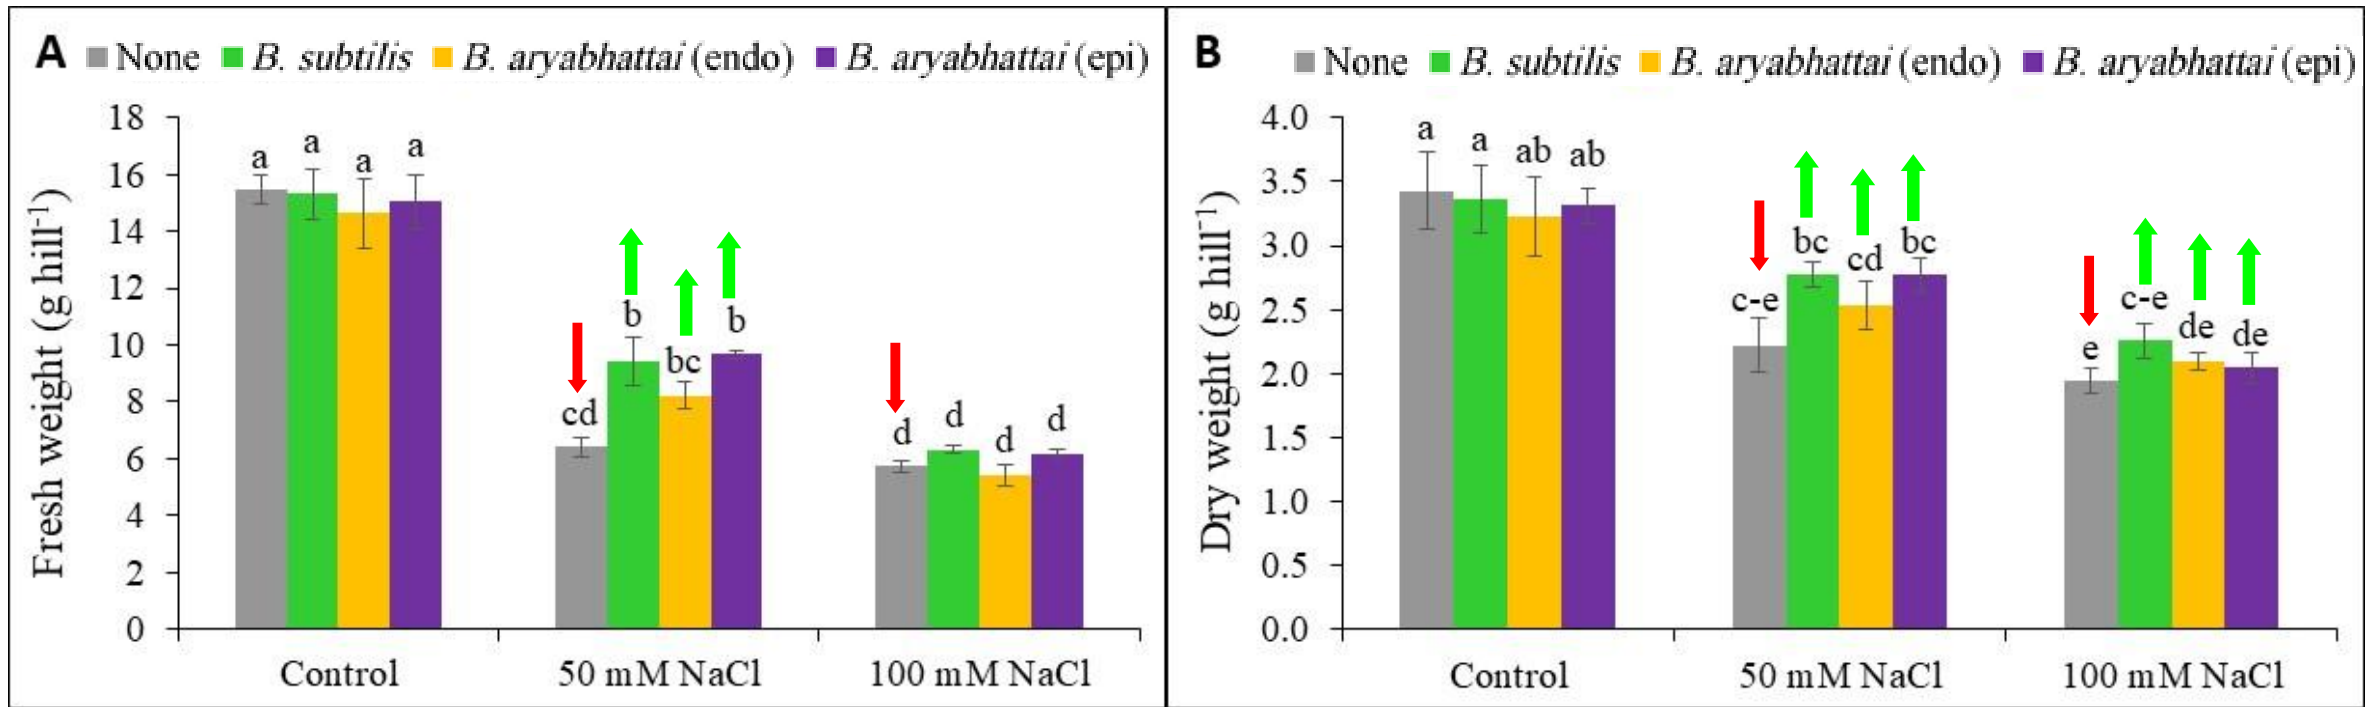 A None B. subtilis B. aryabhattai (endo) B. aryabhattai (epi)
Fresh weight (g hill⁻¹)
18
16
14
12
10
8
6
4
2
0
a a a a
cd b bc b
d d d d
Control 50 mM NaCl 100 mM NaCl
B None B. subtilis B. aryabhattai (endo) B. aryabhattai (epi)
Dry weight (g hill⁻¹)
4.0
3.5
3.0
2.5
2.0
1.5
1.0
0.5
0.0
a a ab ab
c-e bc cd bc
e c-e de de
Control 50 mM NaCl 100 mM NaCl